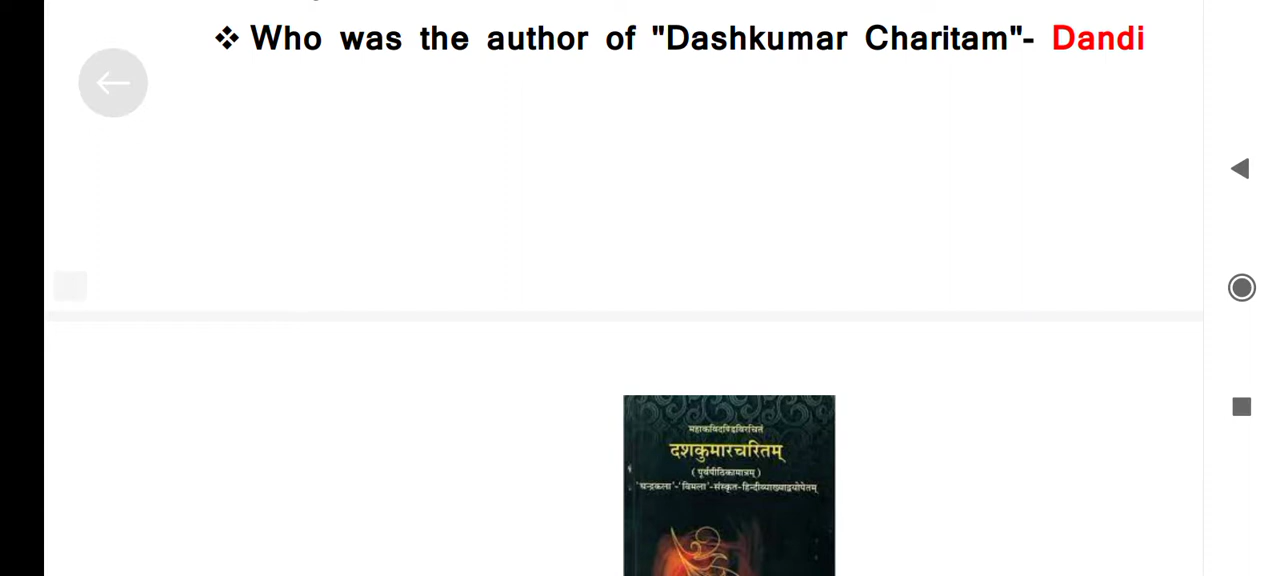 ❖ Who was the author of "Dashkumar Charitam"- Dandi
महाकविदण्डिविरचितं
दशकुमारचरितम्
(पूर्वपीठिकामात्रम्)
'चन्द्रकला'-'विमला'-संस्कृत-हिन्दीव्याख्याद्वयोपेतम्